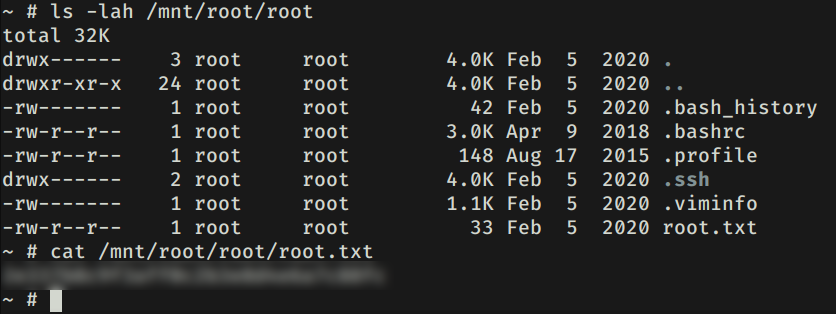 ~ # ls -lah /mnt/root/root
total 32K
drwx------ 3 root root 4.0K Feb 5 2020 .
drwxr-xr-x 24 root root 4.0K Feb 5 2020 ..
-rw------- 1 root root 42 Feb 5 2020 .bash_history
-rw-r--r-- 1 root root 3.0K Apr 9 2018 .bashrc
-rw-r--r-- 1 root root 148 Aug 17 2015 .profile
drwx------ 2 root root 4.0K Feb 5 2020 .ssh
-rw------- 1 root root 1.1K Feb 5 2020 .viminfo
-rw-r--r-- 1 root root 33 Feb 5 2020 root.txt
~ # cat /mnt/root/root/root.txt
~ #